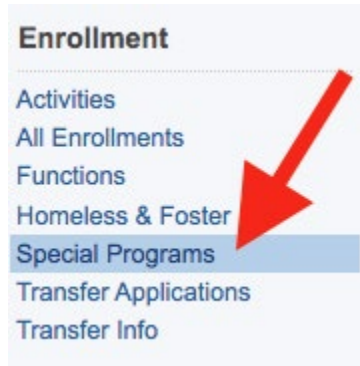 Enrollment
Activities
All Enrollments
Functions
Homeless & Foster
Special Programs
Transfer Applications
Transfer Info